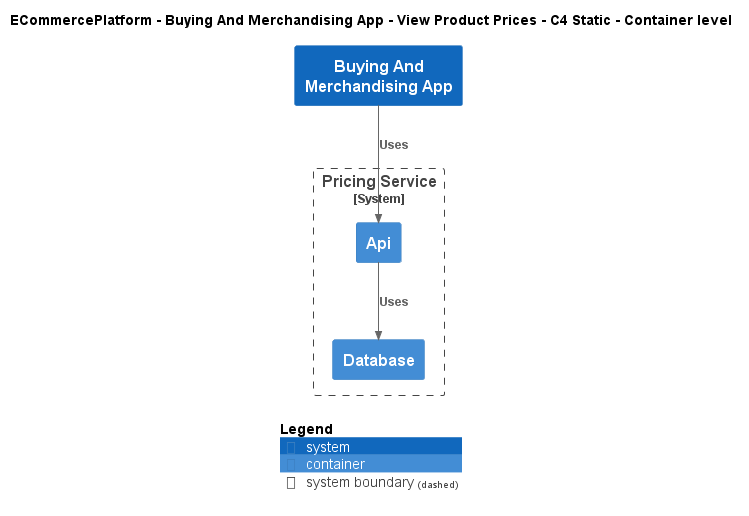 ECommercePlatform - Buying And Merchandising App - View Product Prices - C4 Static - Container level
Buying And
Merchandising App
Uses
Pricing Service
[System]
Api
Uses
Database
Legend
system
container
system boundary (dashed)